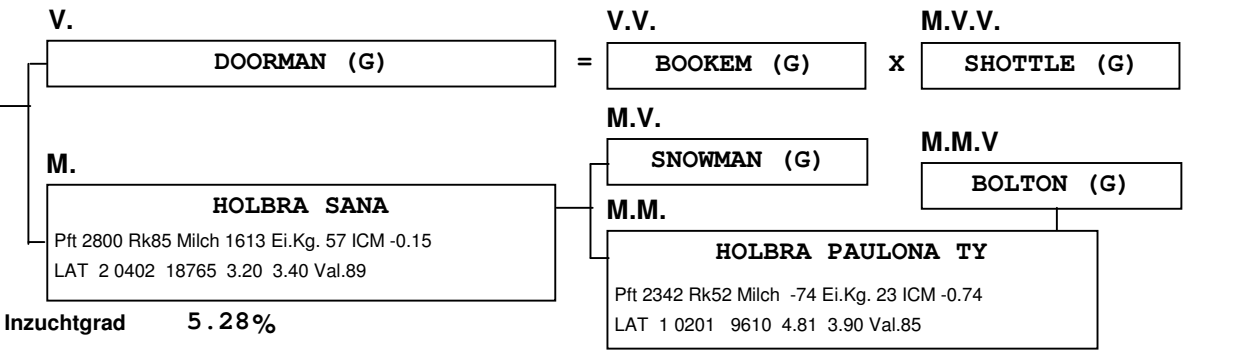 V.
V.V.
M.V.V.
DOORMAN (G)
=
BOOKEM (G)
X
SHOTTLE (G)
M.V.
SNOWMAN (G)
M.M.V
BOLTON (G)
M.
HOLBRA SANA
Pft 2800 Rk85 Milch 1613 Ei.Kg. 57 ICM -0.15
LAT 2 0402 18765 3.20 3.40 Val.89
M.M.
HOLBRA PAULONA TY
Pft 2342 Rk52 Milch -74 Ei.Kg. 23 ICM -0.74
LAT 1 0201 9610 4.81 3.90 Val.85
Inzuchtgrad 5.28%